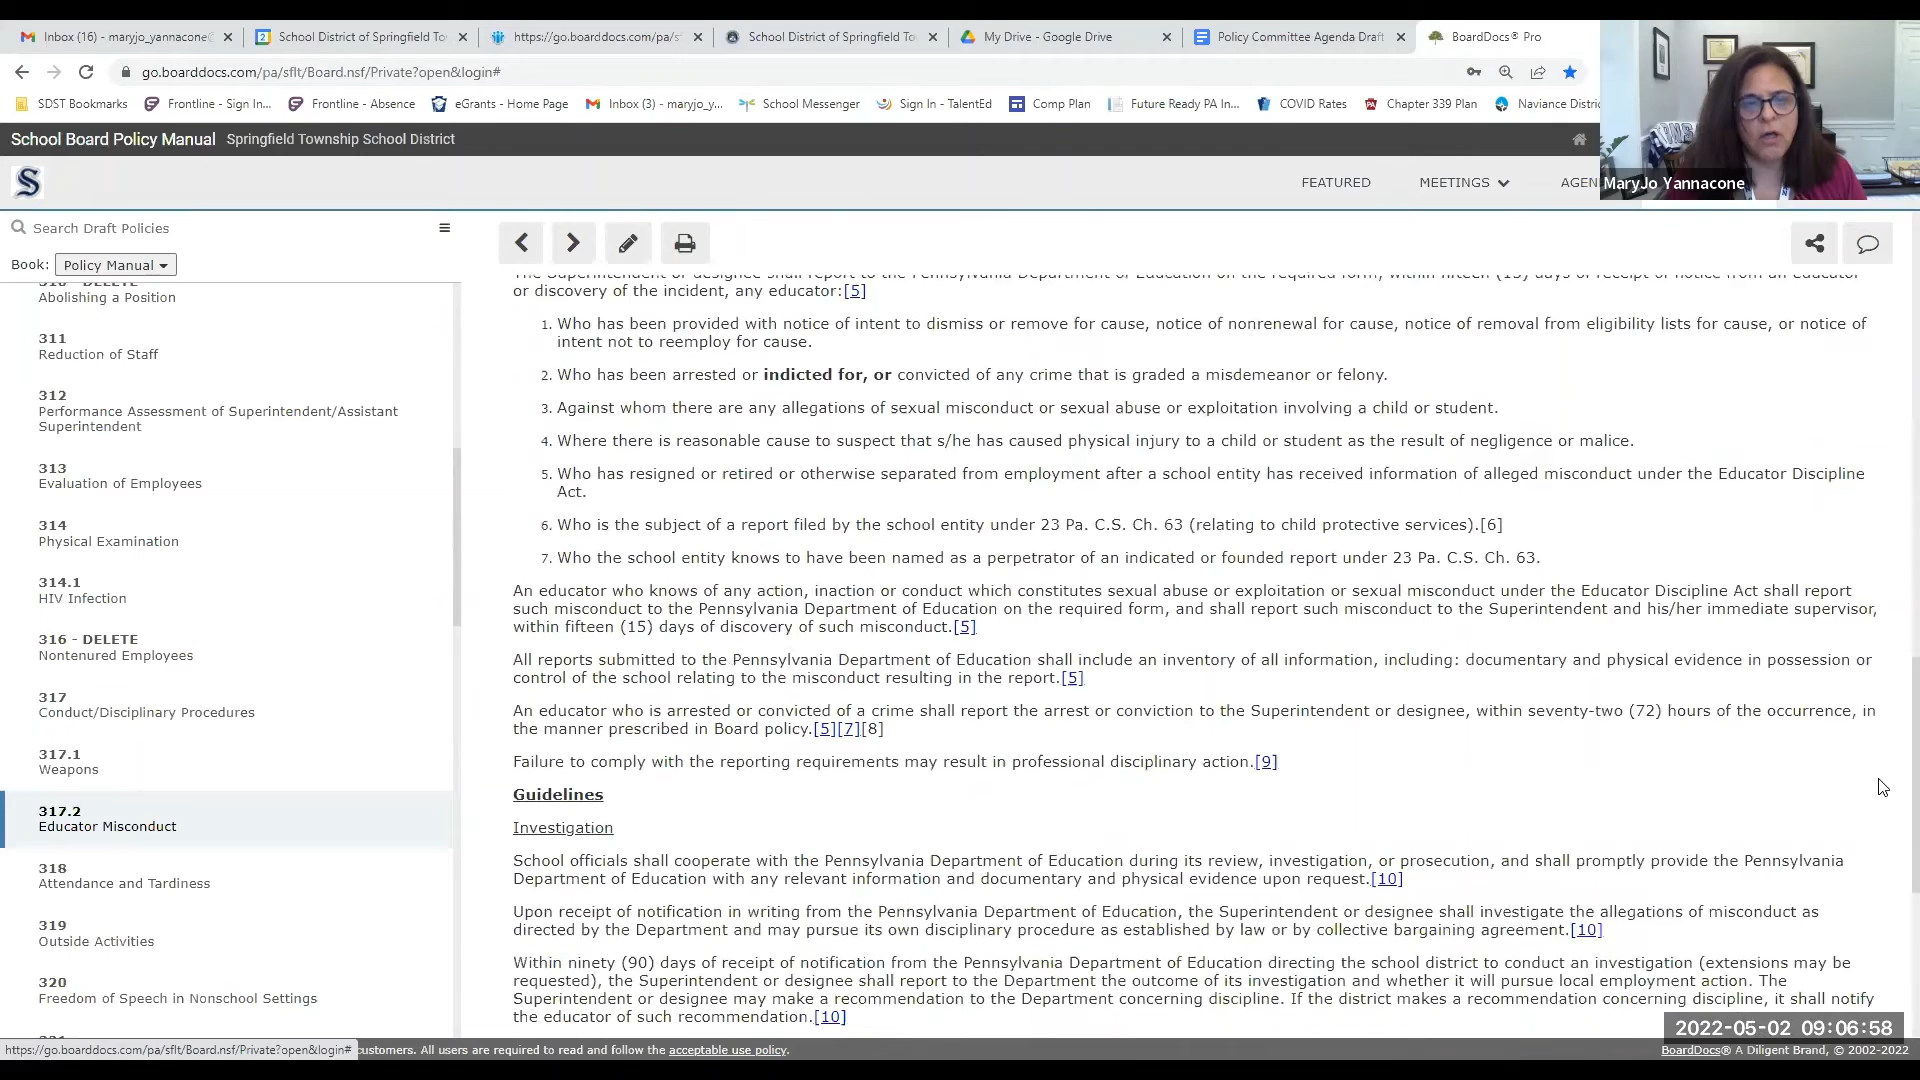 Inbox (16) - maryjo_yannacone@
School District of Springfield To
https://go.boarddocs.com/pa/s
School District of Springfield To
My Drive - Google Drive
Policy Committee Agenda Draft
BoardDocs® Pro
go.boarddocs.com/pa/sflt/Board.nsf/Private?open&login#
SDST Bookmarks
Frontline - Sign In...
Frontline - Absence
eGrants - Home Page
Inbox (3) - maryjo_y...
School Messenger
Sign In - TalentEd
Comp Plan
Future Ready PA In...
COVID Rates
Chapter 339 Plan
Naviance Distri
School Board Policy Manual Springfield Township School District
FEATURED
MEETINGS
AGEN
MaryJo Yannacone
Search Draft Policies
Book: Policy Manual
310 - DELETE
Abolishing a Position
311
Reduction of Staff
312
Performance Assessment of Superintendent/Assistant
Superintendent
313
Evaluation of Employees
314
Physical Examination
314.1
HIV Infection
316 - DELETE
Nontenured Employees
317
Conduct/Disciplinary Procedures
317.1
Weapons
317.2
Educator Misconduct
318
Attendance and Tardiness
319
Outside Activities
320
Freedom of Speech in Nonschool Settings
The Superintendent or designee shall report to the Pennsylvania Department of Education on the required form, within fifteen (15) days of receipt of notice from an educator
or discovery of the incident, any educator:[5]
1. Who has been provided with notice of intent to dismiss or remove for cause, notice of nonrenewal for cause, notice of removal from eligibility lists for cause, or notice of
intent not to reemploy for cause.
2. Who has been arrested or indicted for, or convicted of any crime that is graded a misdemeanor or felony.
3. Against whom there are any allegations of sexual misconduct or sexual abuse or exploitation involving a child or student.
4. Where there is reasonable cause to suspect that s/he has caused physical injury to a child or student as the result of negligence or malice.
5. Who has resigned or retired or otherwise separated from employment after a school entity has received information of alleged misconduct under the Educator Discipline
Act.
6. Who is the subject of a report filed by the school entity under 23 Pa. C.S. Ch. 63 (relating to child protective services).[6]
7. Who the school entity knows to have been named as a perpetrator of an indicated or founded report under 23 Pa. C.S. Ch. 63.
An educator who knows of any action, inaction or conduct which constitutes sexual abuse or exploitation or sexual misconduct under the Educator Discipline Act shall report
such misconduct to the Pennsylvania Department of Education on the required form, and shall report such misconduct to the Superintendent and his/her immediate supervisor,
within fifteen (15) days of discovery of such misconduct.[5]
All reports submitted to the Pennsylvania Department of Education shall include an inventory of all information, including: documentary and physical evidence in possession or
control of the school relating to the misconduct resulting in the report.[5]
An educator who is arrested or convicted of a crime shall report the arrest or conviction to the Superintendent or designee, within seventy-two (72) hours of the occurrence, in
the manner prescribed in Board policy.[5][7][8]
Failure to comply with the reporting requirements may result in professional disciplinary action.[9]
Guidelines
Investigation
School officials shall cooperate with the Pennsylvania Department of Education during its review, investigation, or prosecution, and shall promptly provide the Pennsylvania
Department of Education with any relevant information and documentary and physical evidence upon request.[10]
Upon receipt of notification in writing from the Pennsylvania Department of Education, the Superintendent or designee shall investigate the allegations of misconduct as
directed by the Department and may pursue its own disciplinary procedure as established by law or by collective bargaining agreement.[10]
Within ninety (90) days of receipt of notification from the Pennsylvania Department of Education directing the school district to conduct an investigation (extensions may be
requested), the Superintendent or designee shall report to the Department the outcome of its investigation and whether it will pursue local employment action. The
Superintendent or designee may make a recommendation to the Department concerning discipline. If the district makes a recommendation concerning discipline, it shall notify
the educator of such recommendation.[10]
2022-05-02 09:06:58
https://go.boarddocs.com/pa/sflt/Board.nsf/Private?open&login#
customers. All users are required to read and follow the acceptable use policy.
BoardDocs® A Diligent Brand, © 2002-2022